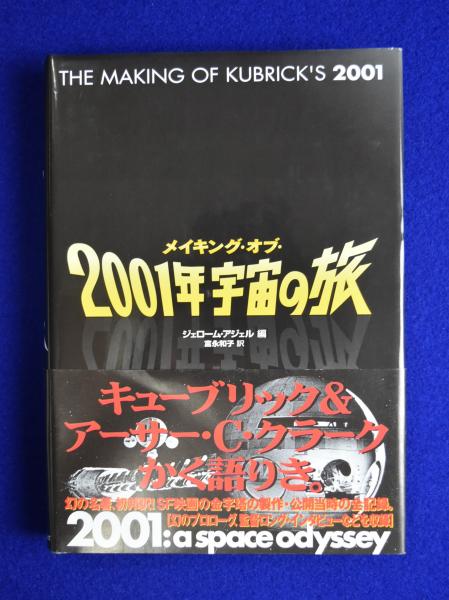 THE MAKING OF KUBRICK'S 2001
メイキング・オブ・
2001年宇宙の旅
ジェローム・アジェル 編
富永和子 訳
キューブリック&
アーサー・C・クラーク
かく語りき。
幻の名著、初邦訳! SF映画の金字塔の製作・公開当時の全記録。
【幻のプロローグ、監督ロング・インタビューなどを収録】
2001: a space odyssey